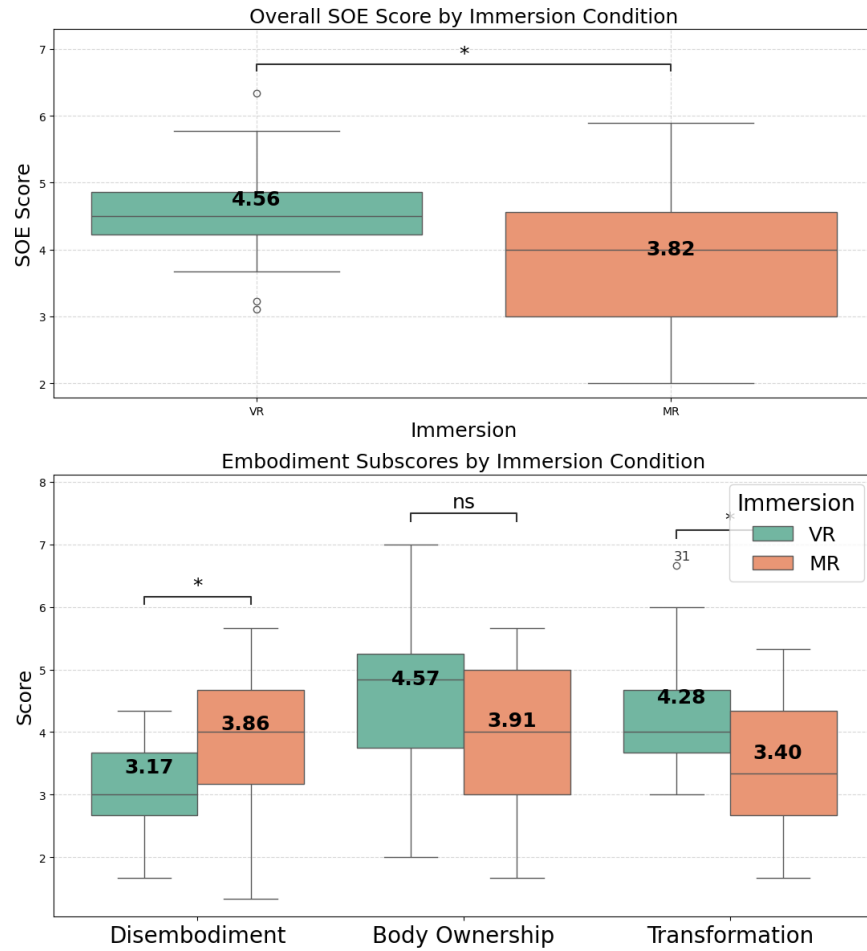 Overall SOE Score by Immersion Condition
7
*
6
5
4.56
SOE Score
4
3.82
3
2
VR
MR
Immersion
Embodiment Subscores by Immersion Condition
8
ns
Immersion
VR
MR
7
*
31
*
6
5
4.57
4.28
Score
4
3.86
3.91
3.17
3.40
3
2
Disembodiment
Body Ownership
Transformation